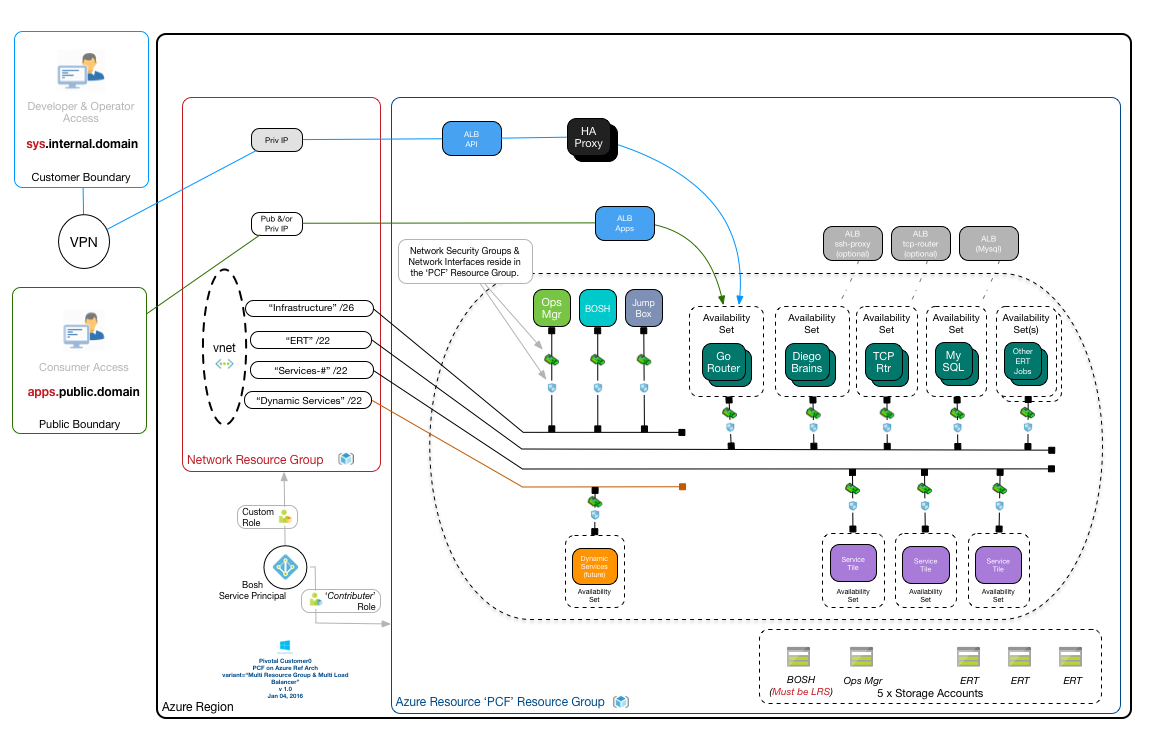 Developer & Operator
Access
sys.internal.domain
Customer Boundary
VPN
Consumer Access
apps.public.domain
Public Boundary
Priv IP
Pub &/or
Priv IP
vnet
“Infrastructure” /26
“ERT” /22
“Services-#” /22
“Dynamic Services” /22
Network Resource Group
Custom
Role
Bosh
Service Principal
‘Contributer’
Role
Pivotal Customer0
PCF on Azure Ref Arch
variant=“Multi Resource Group & Multi Load
Balancer”
v 1.0
Jan 04, 2016
Azure Region
ALB
API
HA
Proxy
ALB
Apps
Network Security Groups &
Network Interfaces reside in
the ‘PCF’ Resource Group.
ALB
ssh-proxy
(optional)
ALB
tcp-router
(optional)
ALB
(Mysql)
Ops
Mgr
BOSH
Jump
Box
Availability
Set
Go
Router
Availability
Set
Diego
Brains
Availability
Set
TCP
Rtr
Availability
Set
My
SQL
Availability
Set(s)
Other
ERT
Jobs
Dynamic
Services
(future)
Availability
Set
Service
Tile
Availability
Set
Service
Tile
Availability
Set
Service
Tile
Availability
Set
BOSH
(Must be LRS)
Ops Mgr
ERT
ERT
ERT
5 x Storage Accounts
Azure Resource ‘PCF’ Resource Group